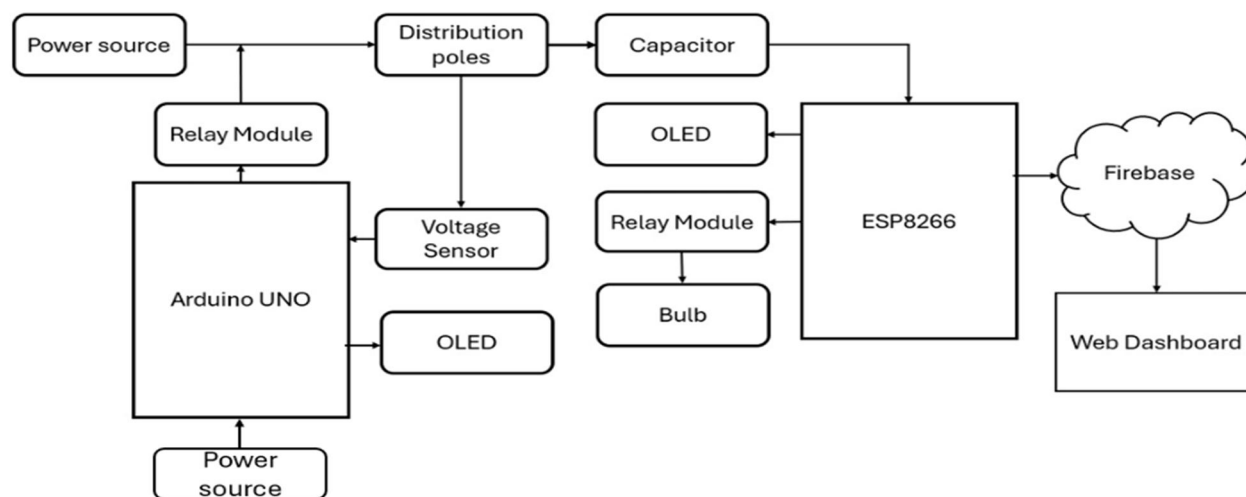 Power source
Distribution
poles
Capacitor
Relay Module
OLED
Firebase
Relay Module
ESP8266
Voltage
Sensor
Arduino UNO
Bulb
OLED
Web Dashboard
Power
source